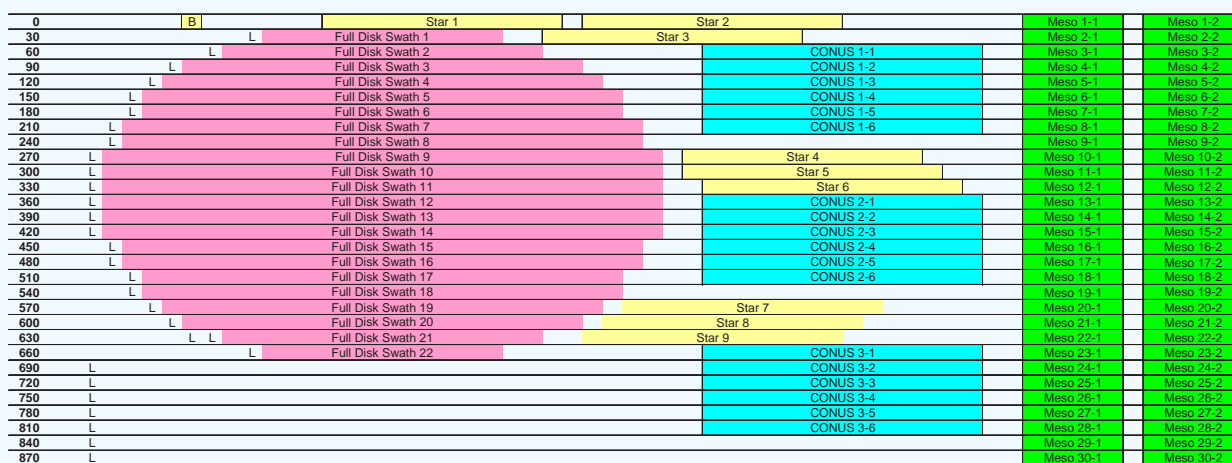 0 B Star 1 Star 2 Meso 1-1 Meso 1-2
30 L Full Disk Swath 1 Star 3 Meso 2-1 Meso 2-2
60 L Full Disk Swath 2 CONUS 1-1 Meso 3-1 Meso 3-2
90 L Full Disk Swath 3 CONUS 1-2 Meso 4-1 Meso 4-2
120 L Full Disk Swath 4 CONUS 1-3 Meso 5-1 Meso 6-2
150 L Full Disk Swath 5 CONUS 1-4 Meso 6-1 Meso 7-2
180 L Full Disk Swath 6 CONUS 1-5 Meso 7-1 Meso 7-2
210 L Full Disk Swath 7 CONUS 1-6 Meso 8-1 Meso 8-2
240 L Full Disk Swath 8 Meso 9-1 Meso 9-2
270 L Full Disk Swath 9 Star 4 Meso 10-1 Meso 10-2
300 L Full Disk Swath 10 Star 5 Meso 11-1 Meso 11-2
330 L Full Disk Swath 11 Star 6 Meso 12-1 Meso 12-2
360 L Full Disk Swath 12 CONUS 2-1 Meso 13-1 Meso 13-2
390 L Full Disk Swath 13 CONUS 2-2 Meso 14-1 Meso 14-2
420 L Full Disk Swath 14 CONUS 2-3 Meso 15-1 Meso 15-2
450 L Full Disk Swath 15 CONUS 2-4 Meso 16-1 Meso 16-2
480 L Full Disk Swath 16 CONUS 2-5 Meso 17-1 Meso 17-2
510 L Full Disk Swath 17 CONUS 2-6 Meso 18-1 Meso 18-2
540 L Full Disk Swath 18 Meso 19-1 Meso 19-2
570 L Full Disk Swath 19 Star 7 Meso 20-1 Meso 20-2
600 L Full Disk Swath 20 Star 8 Meso 21-1 Meso 21-2
630 L L Full Disk Swath 21 Star 9 Meso 22-1 Meso 22-2
660 L Full Disk Swath 22 CONUS 3-1 Meso 23-1 Meso 23-2
690 L CONUS 3-2 Meso 24-1 Meso 24-2
720 L CONUS 3-3 Meso 25-1 Meso 25-2
750 L CONUS 3-4 Meso 26-1 Meso 26-2
780 L CONUS 3-5 Meso 27-1 Meso 27-2
810 L CONUS 3-6 Meso 28-1 Meso 28-2
840 L Meso 29-1 Meso 29-2
870 L Meso 30-1 Meso 30-2